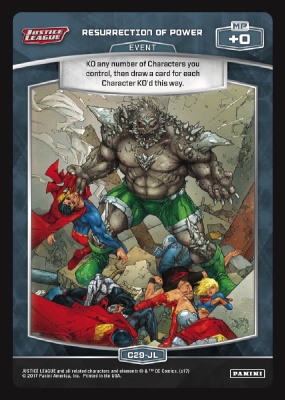 JUSTICE LEAGUE
RESURRECTION OF POWER
MP
+0
EVENT
KO any number of Characters you
control, then draw a card for each
Character KO'd this way.
C29-JL
JUSTICE LEAGUE and all related characters and elements © & ™ DC Comics. (s17)
© 2017 Panini America, Inc. Printed in the USA.
PANINI